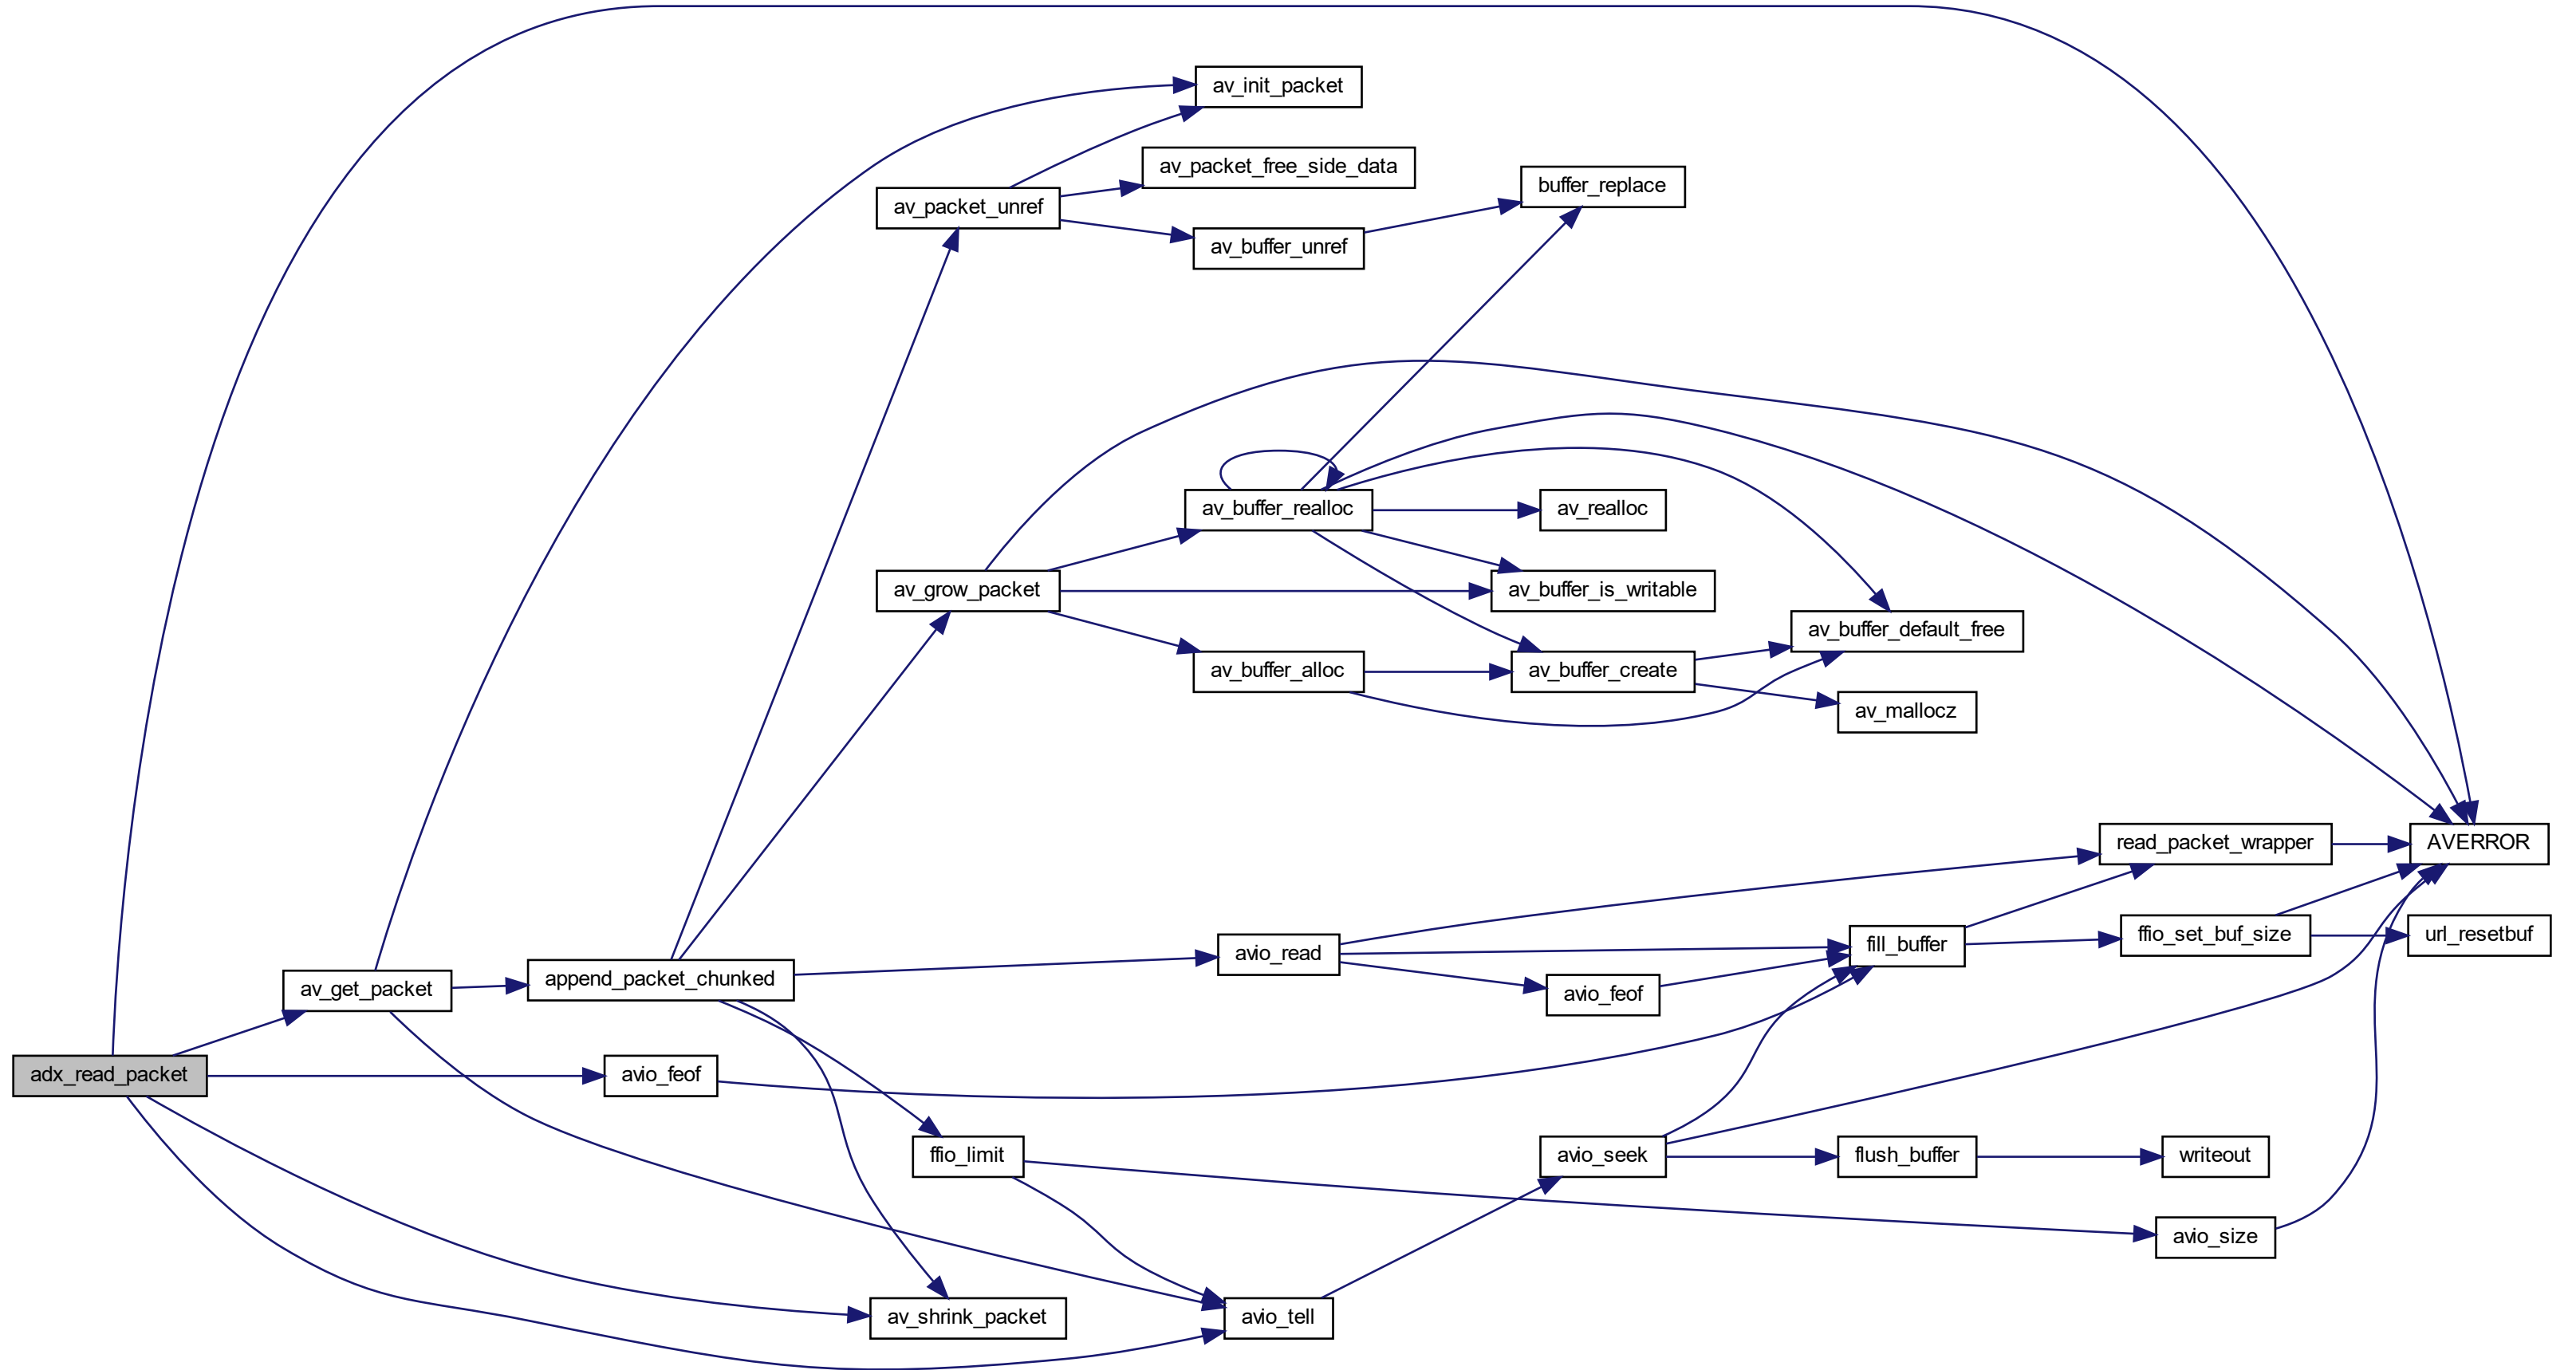 av_init_packet
av_packet_free_side_data
buffer_replace
av_packet_unref
av_buffer_unref
av_buffer_realloc
av_realloc
av_grow_packet
av_buffer_is_writable
av_buffer_default_free
av_buffer_alloc
av_buffer_create
av_mallocz
read_packet_wrapper
AVERROR
avio_read
fill_buffer
ffio_set_buf_size
url_resetbuf
av_get_packet
append_packet_chunked
avio_feof
adx_read_packet
avio_feof
ffio_limit
avio_seek
flush_buffer
writeout
avio_size
av_shrink_packet
avio_tell